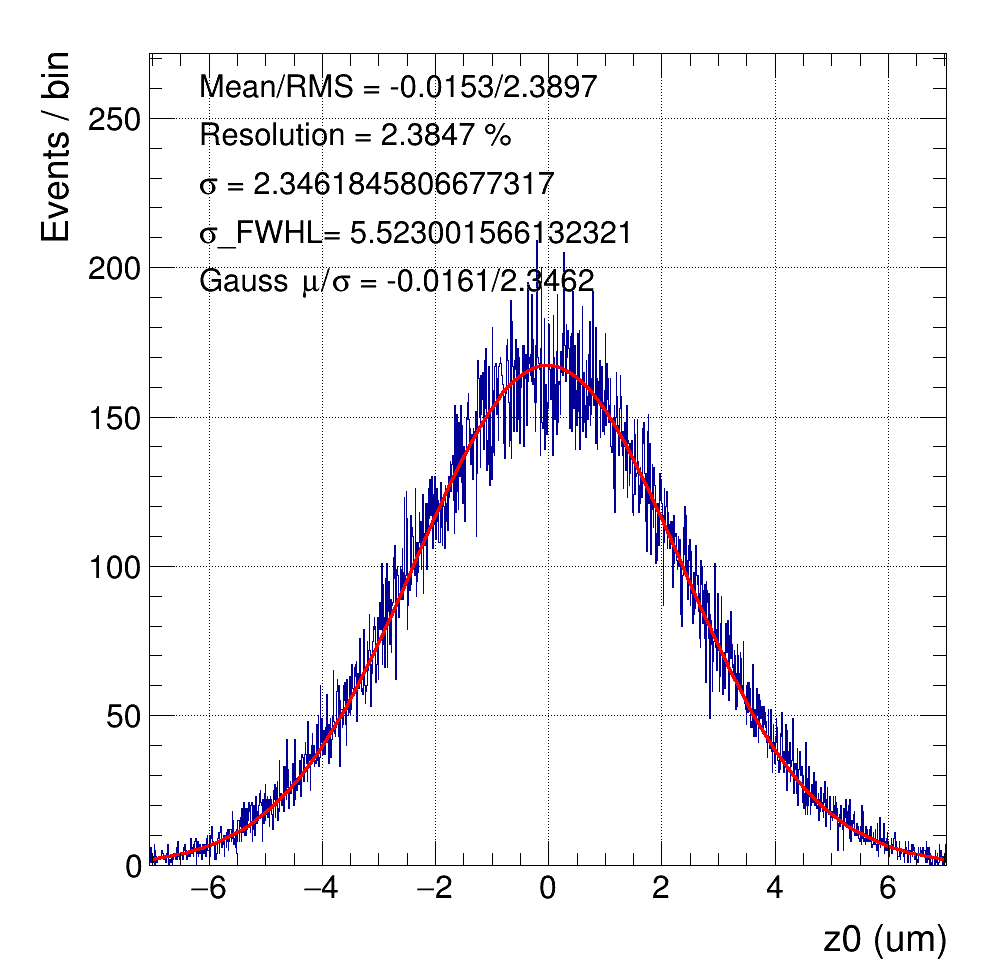 Events / bin
Mean/RMS = -0.0153/2.3897
Resolution = 2.3847 %
σ = 2.3461845806677317
σ_FWHL= 5.523001566132321
Gauss μ/σ = -0.0161/2.3462
250
200
150
100
50
0
−6 −4 −2 0 2 4 6
z0 (um)